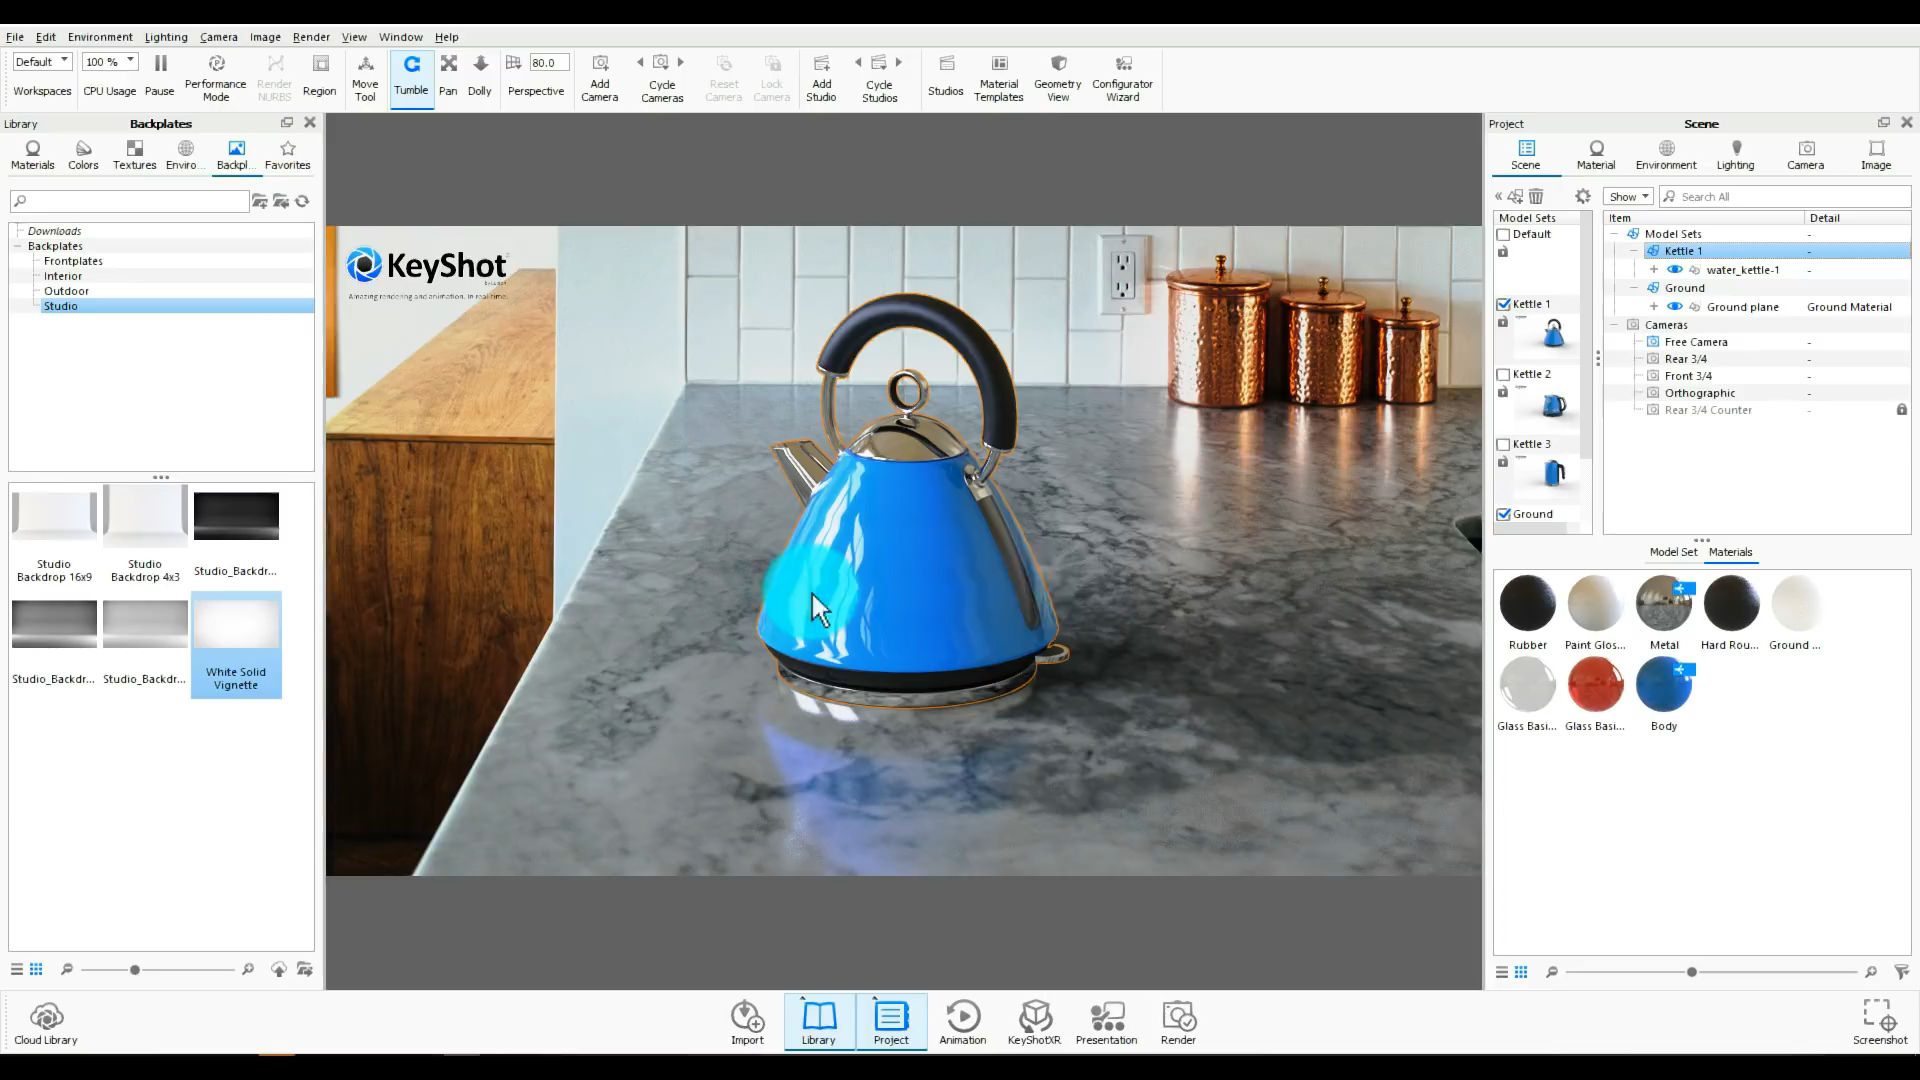 File Edit Environment Lighting Camera Image Render View Window Help
Default 100 % 80.0
Workspaces CPU Usage Pause Performance Mode Render NURBS Region Move Tool Tumble Pan Dolly Perspective Add Camera Cycle Cameras Reset Camera Lock Camera Add Studio Cycle Studios Studios Material Templates Geometry View Configurator Wizard
Library Backplates
Materials Colors Textures Enviro... Backpl... Favorites
Downloads
Backplates
Frontplates
Interior
Outdoor
Studio
Studio Backdrop 16x9
Studio Backdrop 4x3
Studio_Backdr...
Studio_Backdr...
Studio_Backdr...
White Solid Vignette
KeyShot
Amazing rendering and animation, in real time.
Project Scene
Scene Material Environment Lighting Camera Image
Show Search All
Model Sets
Default
Kettle 1
Kettle 2
Kettle 3
Ground
Item Detail
Model Sets -
Kettle 1 -
water_kettle-1 -
Ground -
Ground plane Ground Material
Cameras -
Free Camera -
Rear 3/4 -
Front 3/4 -
Orthographic -
Rear 3/4 Counter -
Model Set Materials
Rubber Paint Glos... Metal Hard Rou... Ground ...
Glass Basi... Glass Basi... Body
Cloud Library Import Library Project Animation KeyShotXR Presentation Render Screenshot